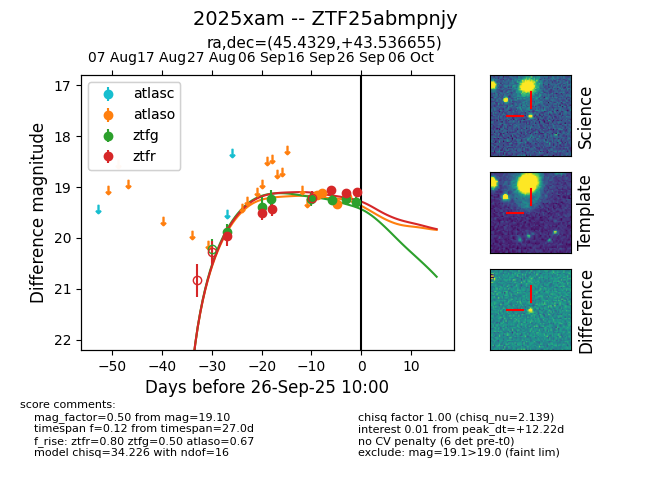 2025xam -- ZTF25abmpnjy
ra,dec=(45.4329,+43.536655)
07 Aug 17 Aug 27 Aug 06 Sep 16 Sep 26 Sep 06 Oct
atlasc
atlaso
ztfg
ztfr
17
18
19
20
21
22
Difference magnitude
−50 −40 −30 −20 −10 0 10
Days before 26-Sep-25 10:00
Science
Template
Difference
score comments:
mag_factor=0.50 from mag=19.10
timespan f=0.12 from timespan=27.0d
f_rise: ztfr=0.80 ztfg=0.50 atlaso=0.67
model chisq=34.226 with ndof=16
chisq factor 1.00 (chisq_nu=2.139)
interest 0.01 from peak_dt=+12.22d
no CV penalty (6 det pre-t0)
exclude: mag=19.1>19.0 (faint lim)